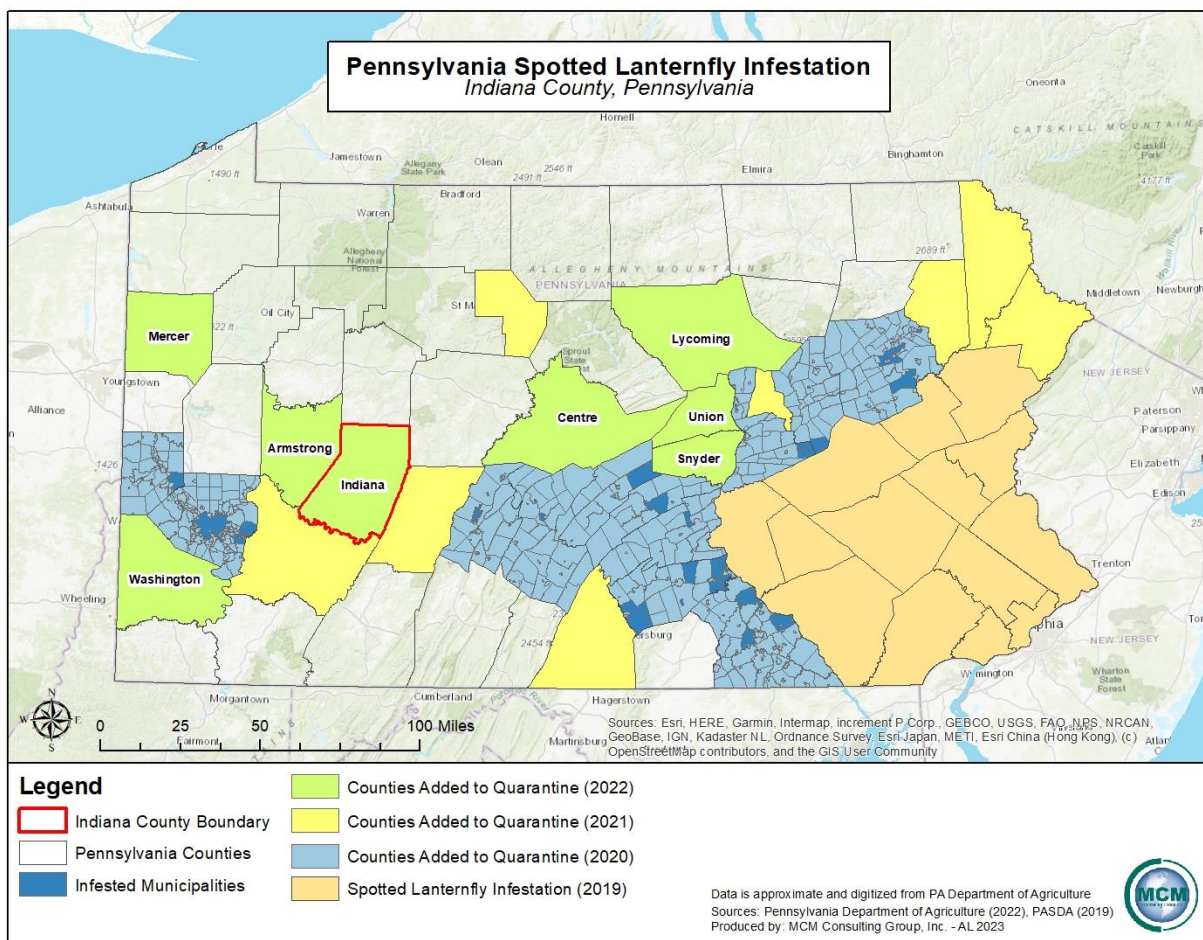 Pennsylvania Spotted Lanternfly Infestation
Indiana County, Pennsylvania
Oneonta
Hornell
CATSKILL MOUNTAINS
Jamestown
Olean
2546 ft
Elmira
Binghamton
Catskill
Park
1490 ft
Allegany
State Park
2491 ft
4177 ft
Ashtabula
Bradford
Warren
Allegheny
National
Forest
2689 ft
Wallkill River
ALLEGHENY MOUNTAINS
PENNSYLVANIA
Middletown
Newburgh
Oil City
Mercer
Lycoming
Sproul
State
Youngstown
NEW JERSEY
Alliance
Centre
Union
Paterson
Parsippany
Armstrong
Snyder
Elizabeth
1426
Indiana
Edison
Washington
Wheeling
Trenton
NEW JERSEY
2454 ft
Wilmington
Wharton
State
Forest
Morgantown
Cumberland
Hagerstown
N
W
E
S
0
25
50
100 Miles
Fairmont
Martinsburg
Sources: Esri, HERE, Garmin, Intermap, increment P Corp., GEBCO, USGS, FAO, NPS, NRCAN,
GeoBase, IGN, Kadaster NL, Ordnance Survey, Esri Japan, METI, Esri China (Hong Kong), (c)
OpenStreetMap contributors, and the GIS User Community
Legend
Indiana County Boundary
Pennsylvania Counties
Infested Municipalities
Counties Added to Quarantine (2022)
Counties Added to Quarantine (2021)
Counties Added to Quarantine (2020)
Spotted Lanternfly Infestation (2019)
Data is approximate and digitized from PA Department of Agriculture
Sources: Pennsylvania Department of Agriculture (2022), PASDA (2019)
Produced by: MCM Consulting Group, Inc. - AL 2023
MCM